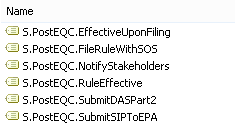 Name
S.PostEQC.EffectiveUponFiling
S.PostEQC.FileRuleWithSOS
S.PostEQC.NotifyStakeholders
S.PostEQC.RuleEffective
S.PostEQC.SubmitDASPart2
S.PostEQC.SubmitSIPToEPA